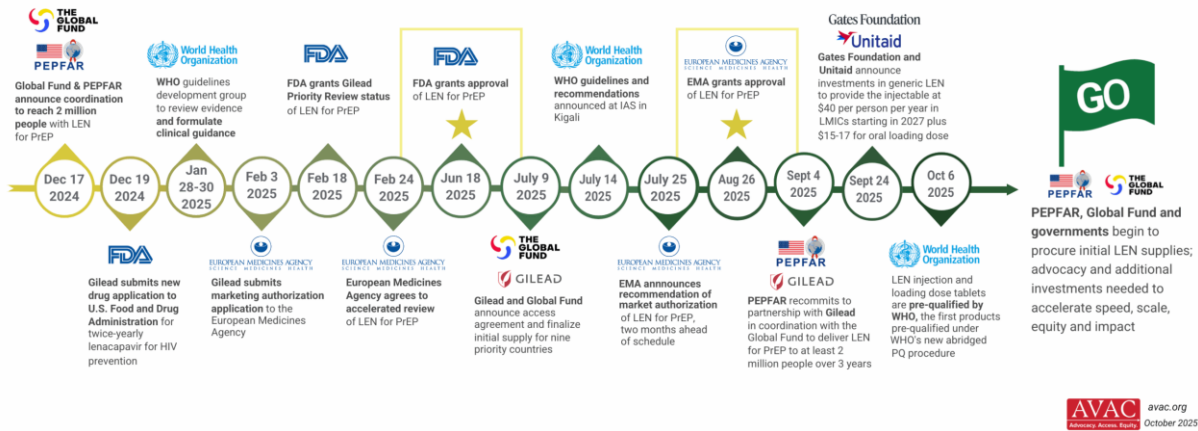 THE
GLOBAL
FUND
PEPFAR
Global Fund & PEPFAR
announce coordination
to reach 2 million
people with LEN
for PrEP
World Health
Organization
WHO guidelines
development group
to review evidence
and formulate
clinical guidance
FDA
FDA grants Gilead
Priority Review status
of LEN for PrEP
FDA
FDA grants approval
of LEN for PrEP
World Health
Organization
WHO guidelines and
recommendations
announced at IAS in
Kigali
EUROPEAN MEDICINES AGENCY
SCIENCE MEDICINES HEALTH
EMA grants approval
of LEN for PrEP
Gates Foundation
Unitaid
Gates Foundation and
Unitaid announce
investments in generic LEN
to provide the injectable at
$40 per person per year in
LMICs starting in 2027 plus
$15-17 for oral loading dose
GO
Dec 17
2024
Dec 19
2024
Jan
28-30
2025
Feb 3
2025
Feb 18
2025
Feb 24
2025
Jun 18
2025
July 9
2025
July 14
2025
July 25
2025
Aug 26
2025
Sept 4
2025
Sept 24
2025
Oct 6
2025
FDA
Gilead submits new
drug application to
U.S. Food and Drug
Administration for
twice-yearly
lenacapavir for HIV
prevention
EUROPEAN MEDICINES AGENCY
SCIENCE MEDICINES HEALTH
Gilead submits
marketing authorization
application to the
European Medicines
Agency
EUROPEAN MEDICINES AGENCY
SCIENCE MEDICINES HEALTH
European Medicines
Agency agrees to
accelerated review
of LEN for PrEP
THE
GLOBAL
FUND
GILEAD
Gilead and Global Fund
announce access
agreement and finalize
initial supply for nine
priority countries
EUROPEAN MEDICINES AGENCY
SCIENCE MEDICINES HEALTH
EMA annnounces
recommendation of
market authorization
of LEN for PrEP,
two months ahead
of schedule
PEPFAR
GILEAD
PEPFAR recommits to
partnership with Gilead
in coordination with the
Global Fund to deliver LEN
for PrEP to at least 2
million people over 3 years
World Health
Organization
LEN injection and
loading dose tablets
are pre-qualified by
WHO, the first products
pre-qualified under
WHO's new abridged
PQ procedure
PEPFAR
THE
GLOBAL
FUND
PEPFAR, Global Fund and
governments begin to
procure initial LEN supplies;
advocacy and additional
investments needed to
accelerate speed, scale,
equity and impact
AVAC
Advocacy. Access. Equity.
avac.org
October 2025